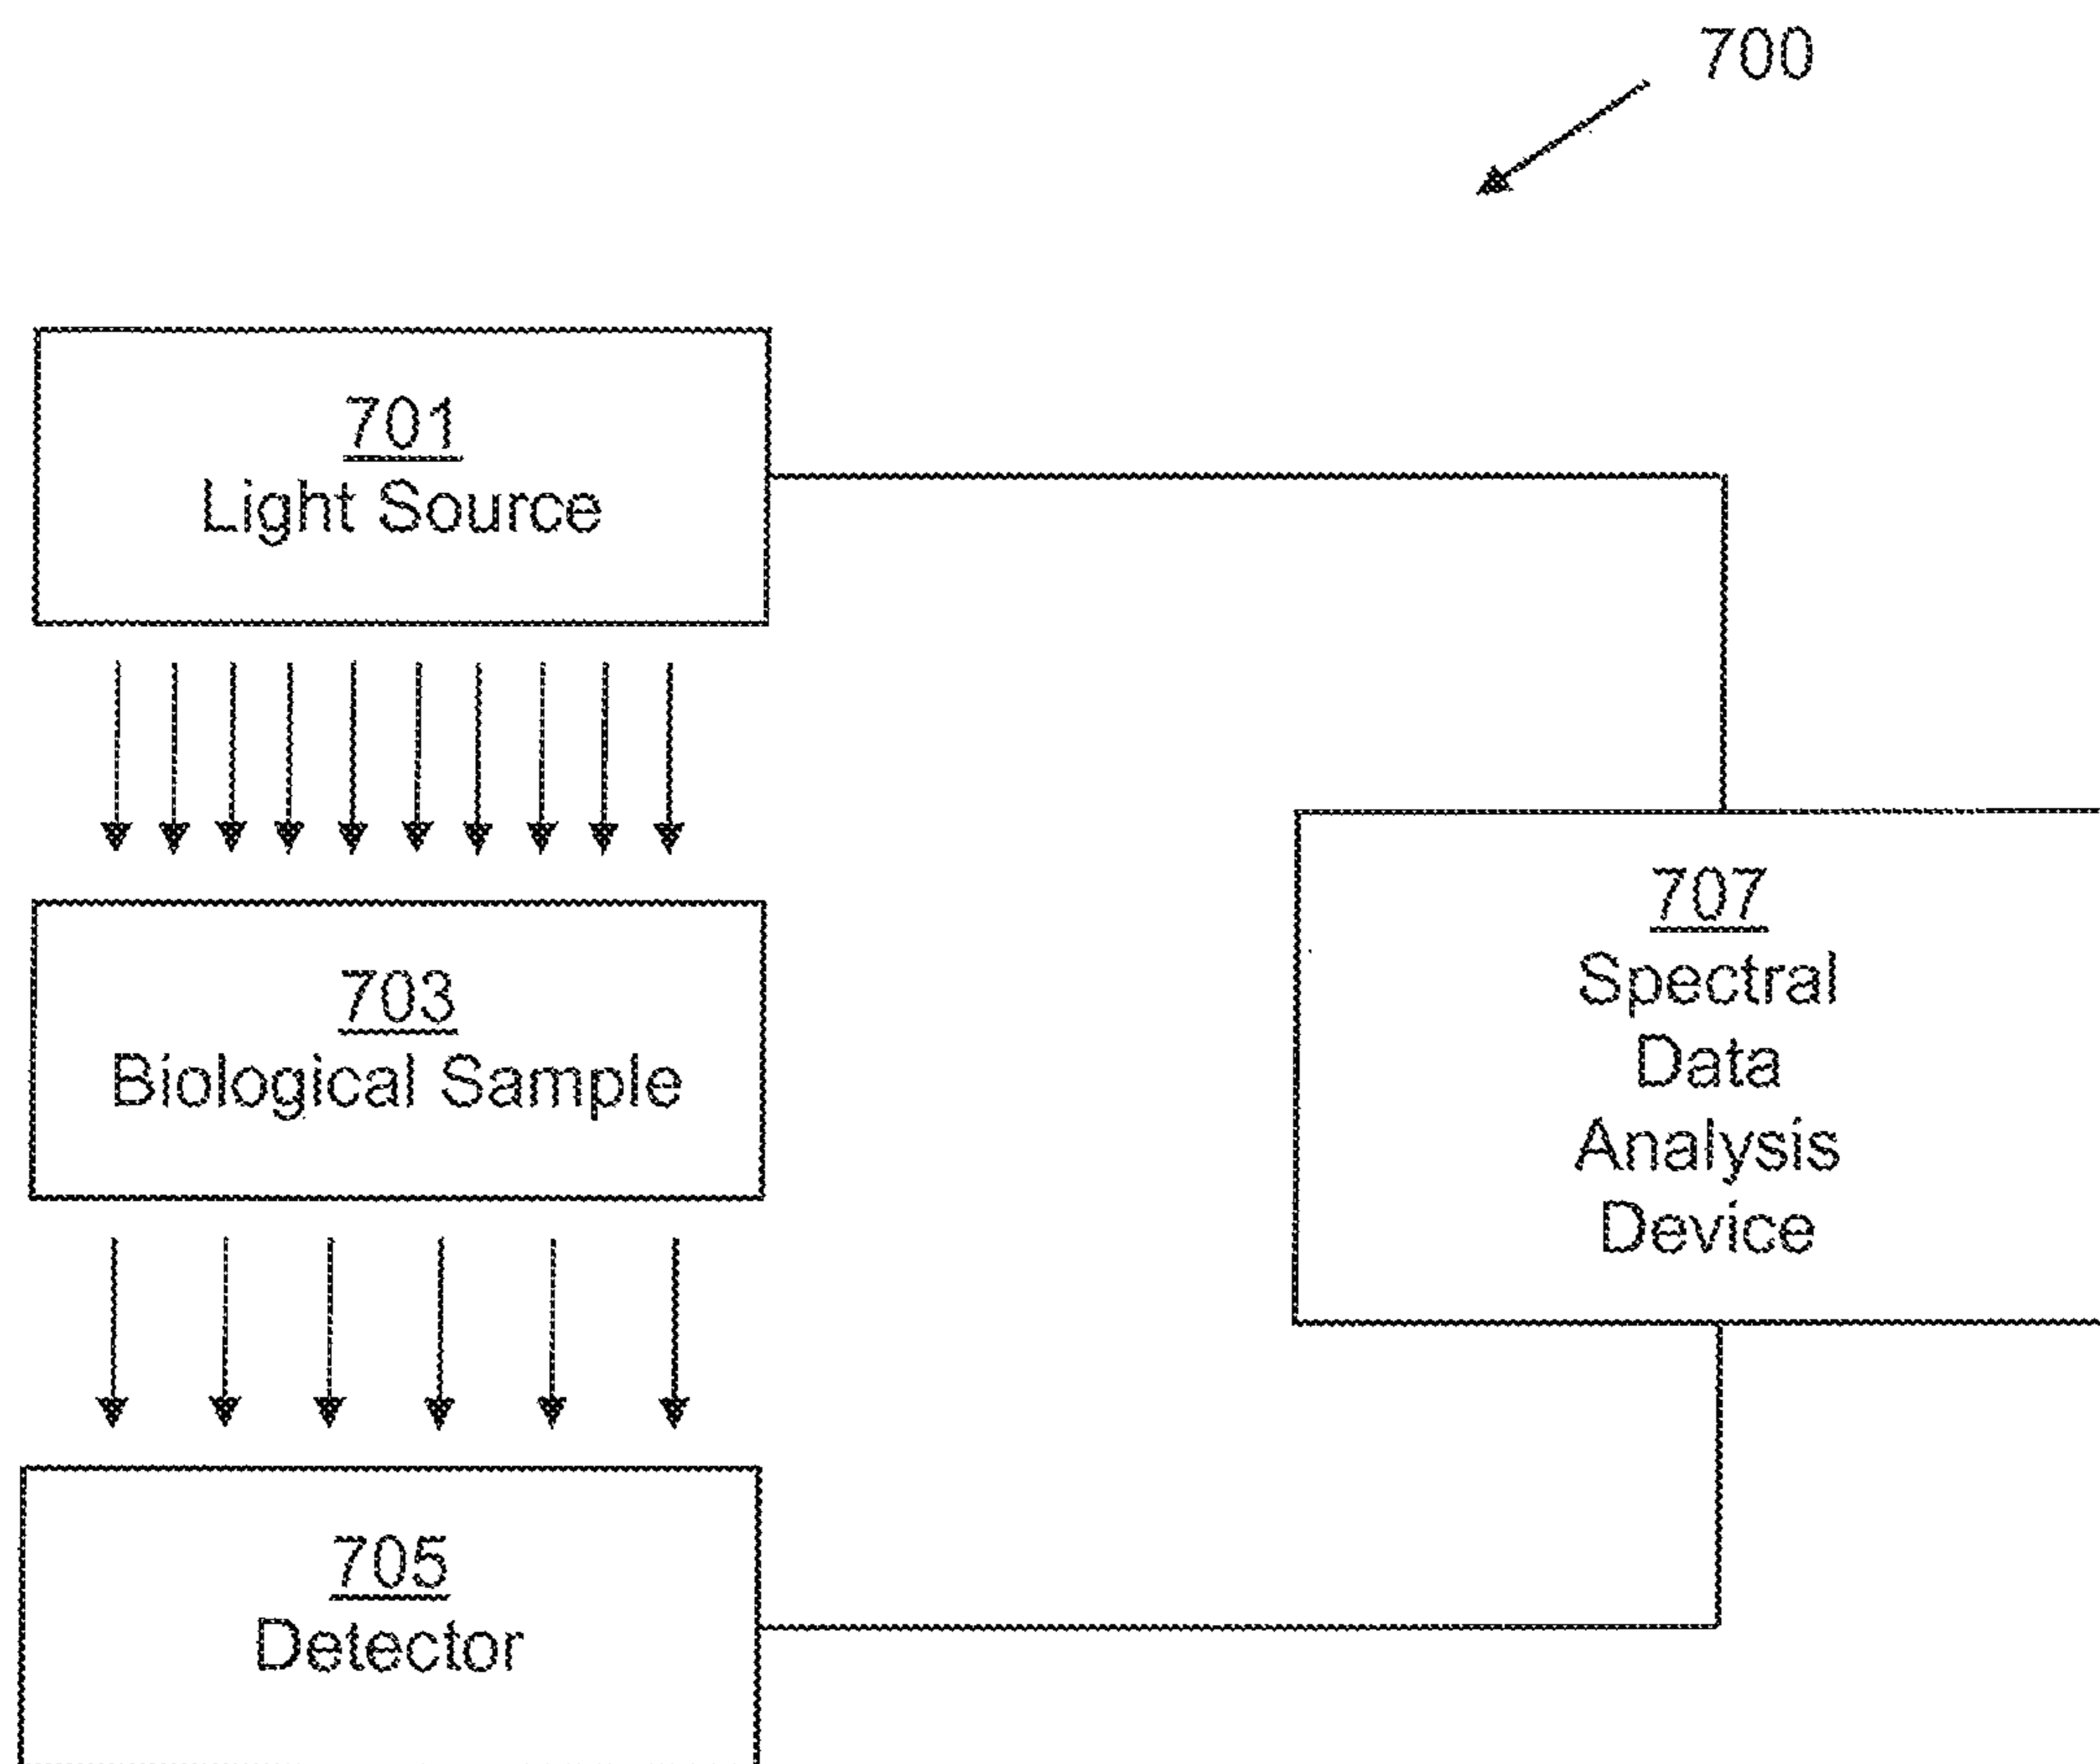 700
701
Light Source
703
Biological Sample
707
Spectral
Data
Analysis
Device
705
Detector